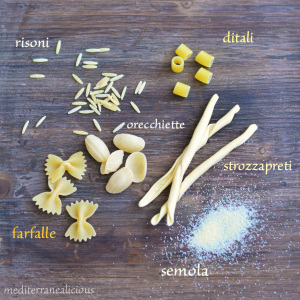 risoni
ditali
orecchiette
strozzapreti
farfalle
semola
mediterranealicious